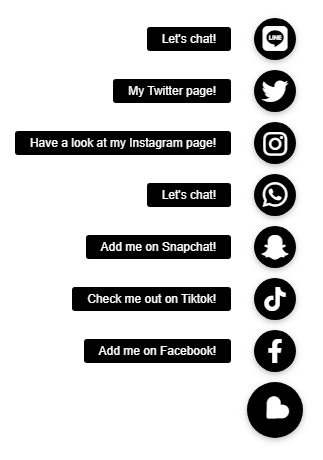 Let's chat!
LINE
My Twitter page!
Have a look at my Instagram page!
Let's chat!
Add me on Snapchat!
Check me out on Tiktok!
Add me on Facebook!